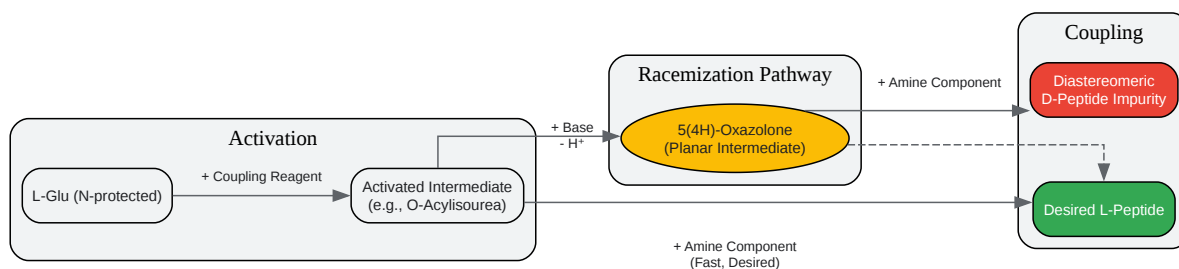 Activation
L-Glu (N-protected)
+ Coupling Reagent
Activated Intermediate
(e.g., O-Acylisourea)
+ Base
- H⁺
Racemization Pathway
5(4H)-Oxazolone
(Planar Intermediate)
+ Amine Component
Coupling
Diastereomeric
D-Peptide Impurity
Desired L-Peptide
+ Amine Component
(Fast, Desired)